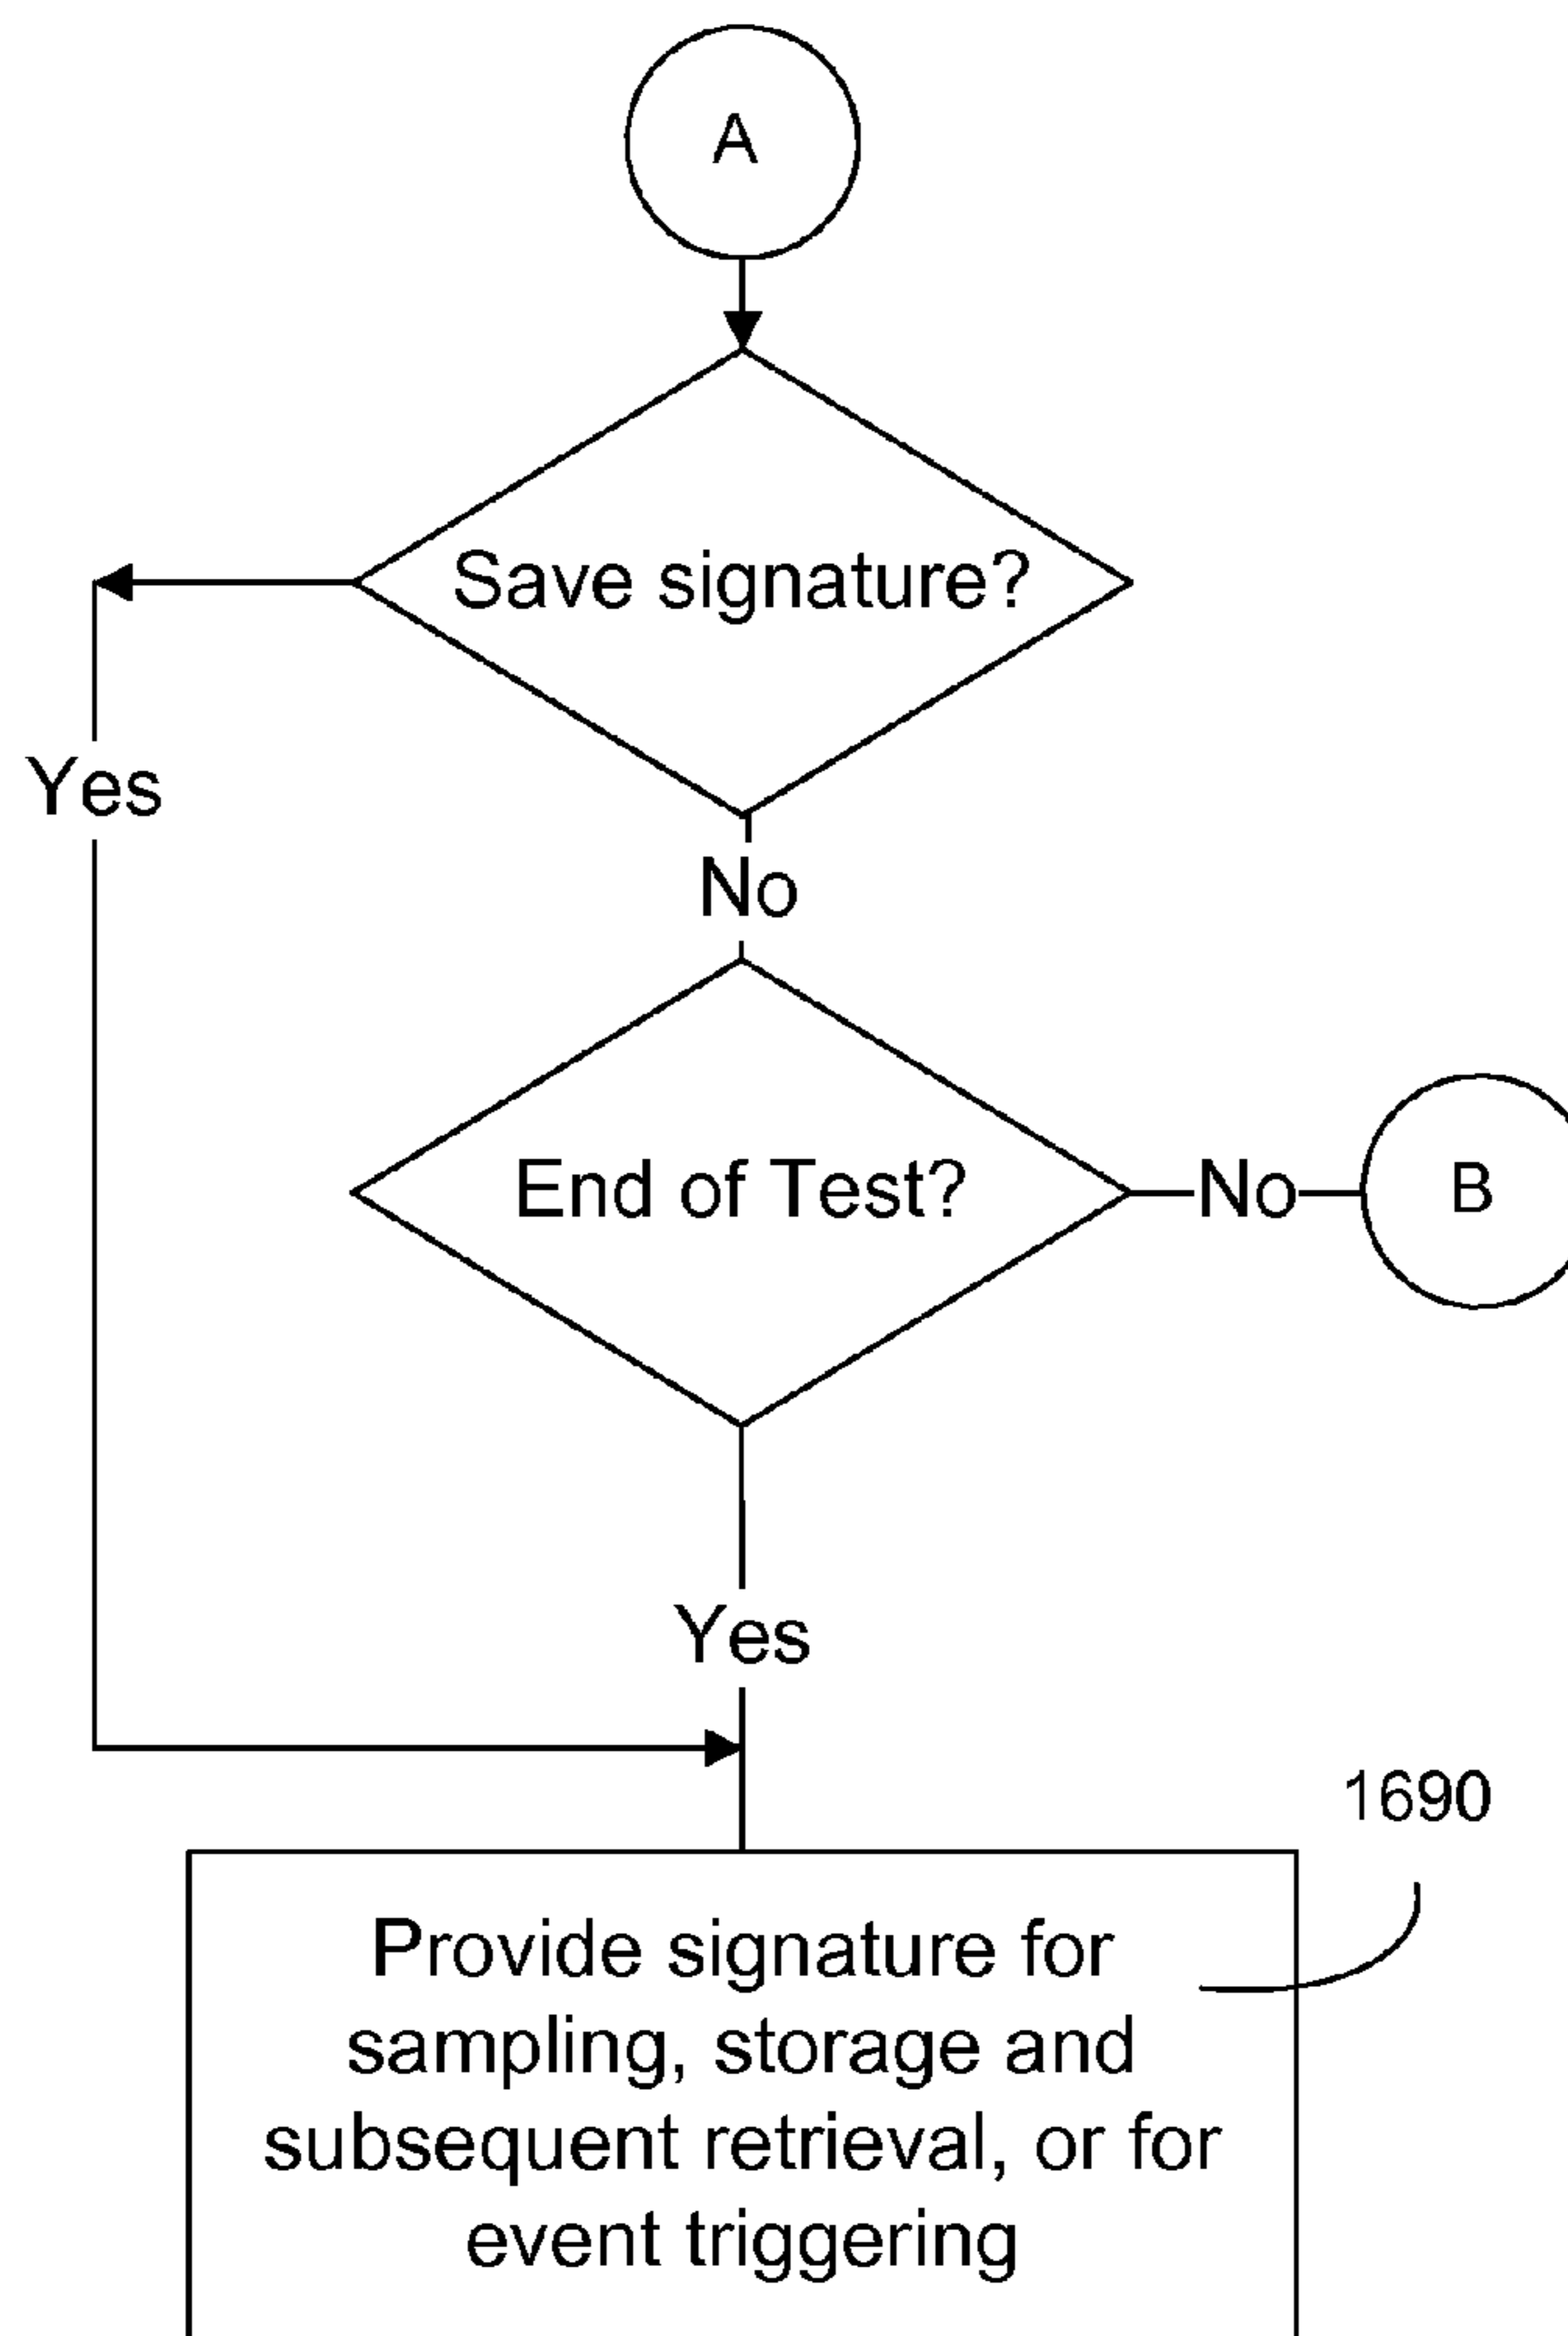 A
Save signature?
Yes
No
End of Test?
No
B
Yes
1690
Provide signature for
sampling, storage and
subsequent retrieval, or for
event triggering